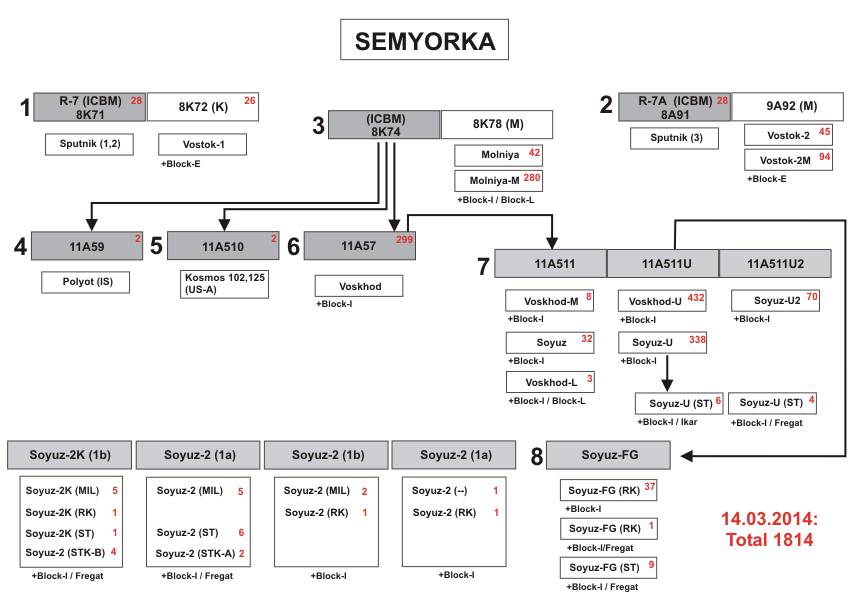 SEMYORKA
1
R-7 (ICBM) 28
8K71
8K72 (K) 26
Sputnik (1,2)
Vostok-1
+Block-E
3
(ICBM)
8K74
8K78 (M)
Molniya 42
Molniya-M 280
+Block-I / Block-L
2
R-7A (ICBM) 28
8A91
9A92 (M)
Sputnik (3)
Vostok-2 45
Vostok-2M 94
+Block-E
4
11A59 2
Polyot (IS)
5
11A510 2
Kosmos 102,125
(US-A)
6
11A57 299
Voskhod
+Block-I
7
11A511
11A511U
11A511U2
Voskhod-M 8
+Block-I
Soyuz 32
+Block-I
Voskhod-L 3
+Block-I / Block-L
Voskhod-U 432
+Block-I
Soyuz-U 338
+Block-I
Soyuz-U2 70
+Block-I
Soyuz-U (ST) 6
+Block-I / Ikar
Soyuz-U (ST) 4
+Block-I / Fregat
Soyuz-2K (1b)
Soyuz-2K (MIL) 5
Soyuz-2K (RK) 1
Soyuz-2K (ST) 1
Soyuz-2 (STK-B) 4
+Block-I / Fregat
Soyuz-2 (1a)
Soyuz-2 (MIL) 5
Soyuz-2 (ST) 6
Soyuz-2 (STK-A) 2
+Block-I / Fregat
Soyuz-2 (1b)
Soyuz-2 (MIL) 2
Soyuz-2 (RK) 1
+Block-I
Soyuz-2 (1a)
Soyuz-2 (--) 1
Soyuz-2 (RK) 1
+Block-I
8
Soyuz-FG
Soyuz-FG (RK) 37
+Block-I
Soyuz-FG (RK) 1
+Block-I/Fregat
Soyuz-FG (ST) 9
+Block-I / Fregat
14.03.2014:
Total 1814